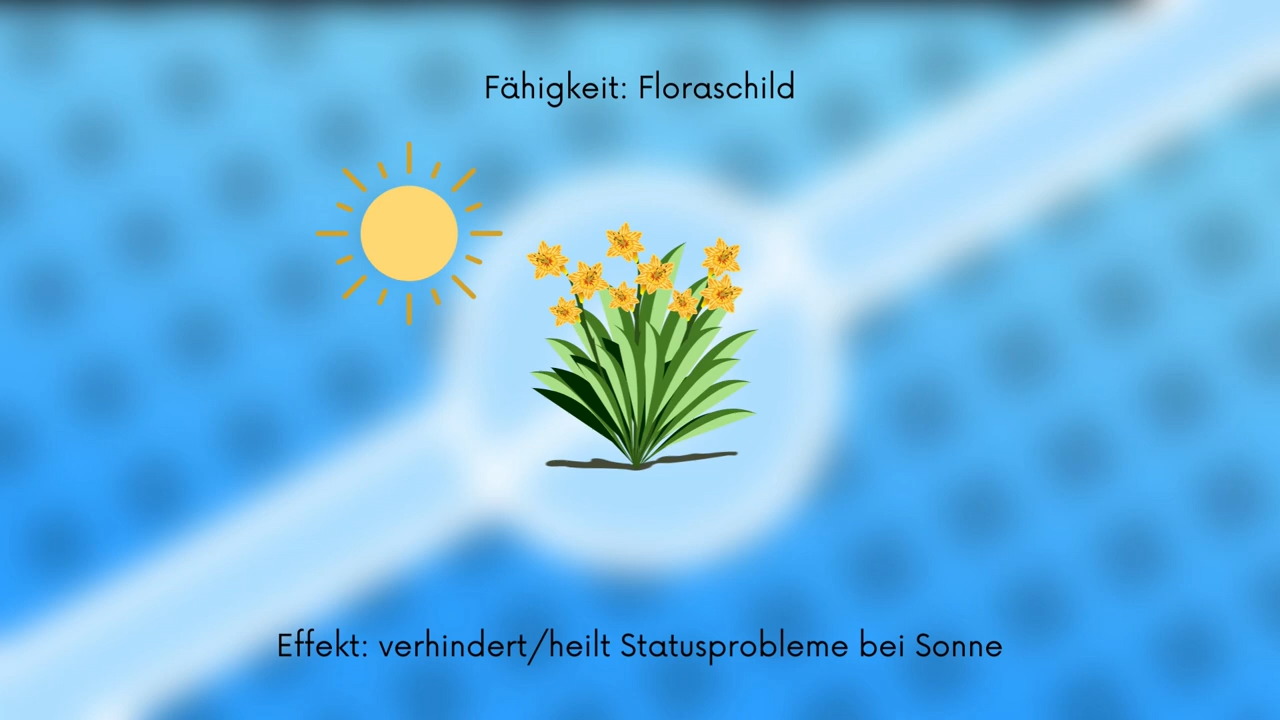 Fähigkeit: Floraschild
Effekt: verhindert/heilt Statusprobleme bei Sonne